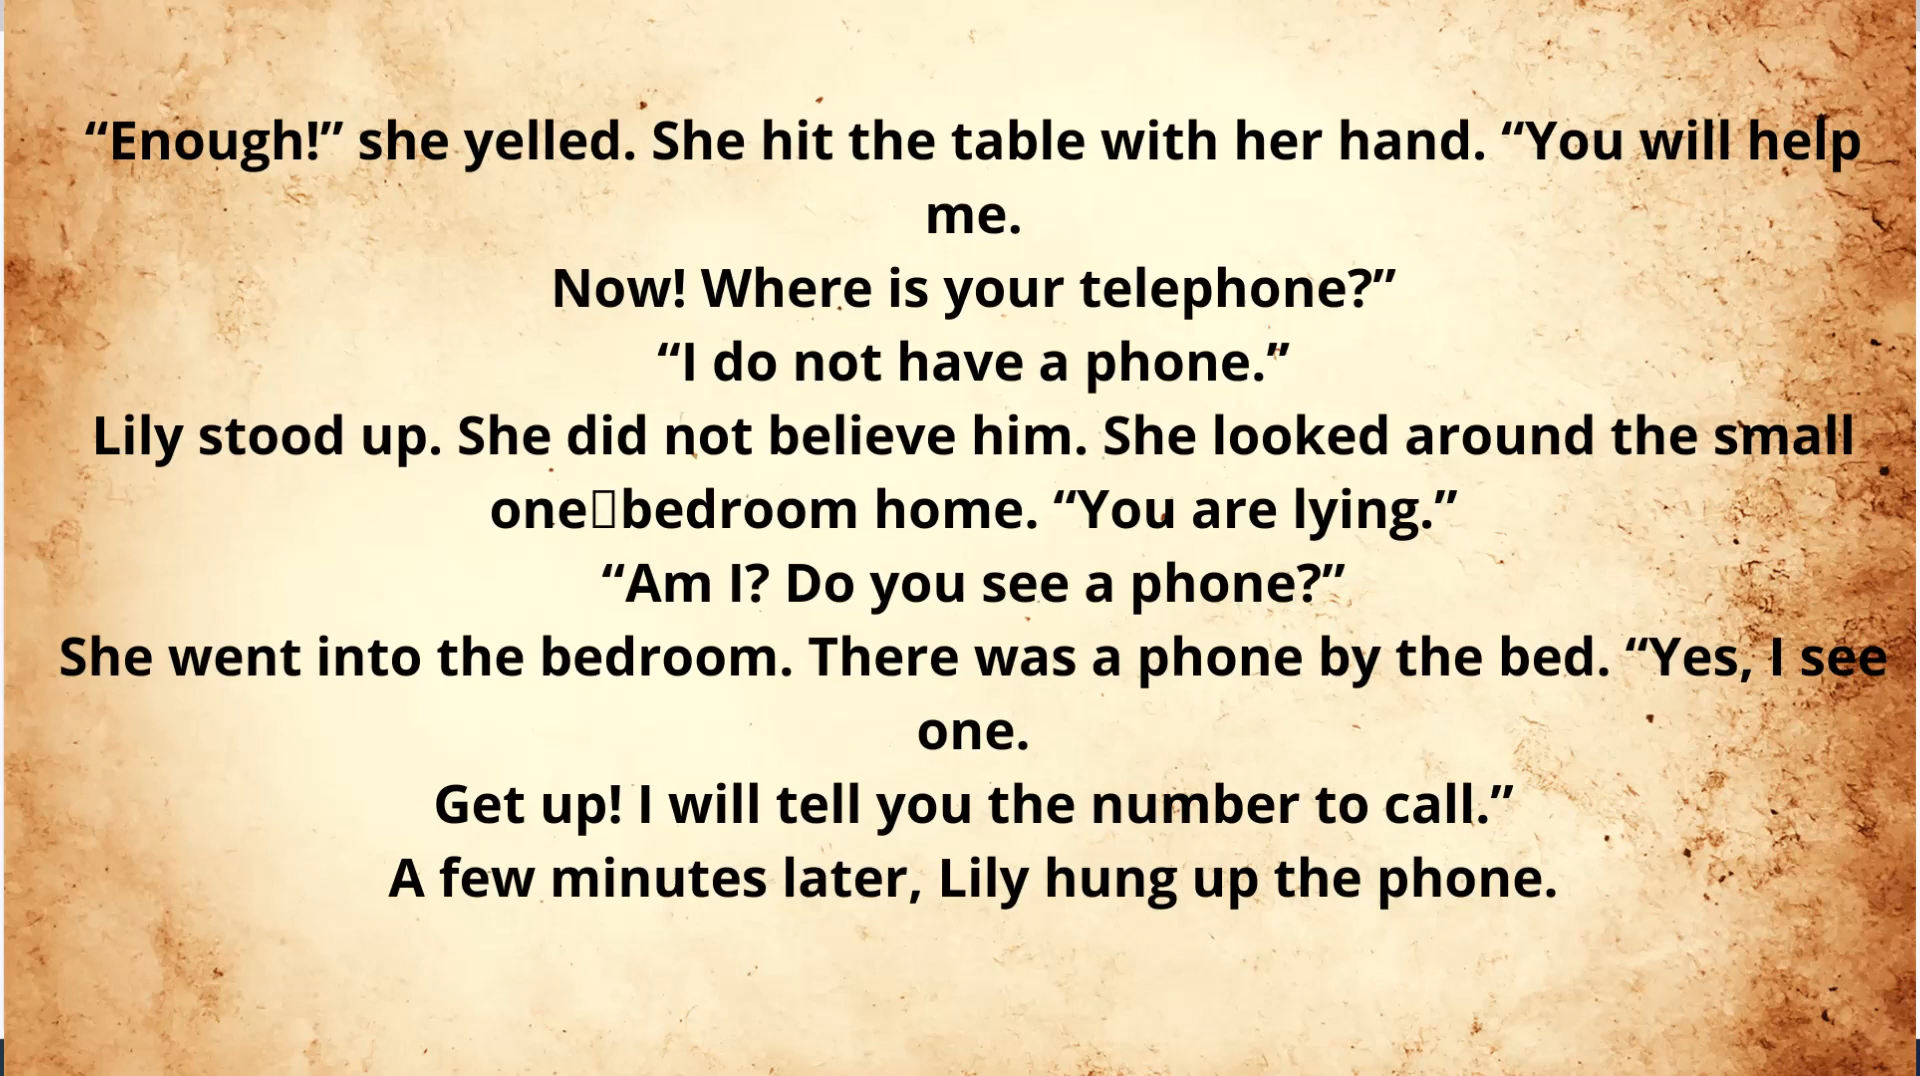 “Enough!” she yelled. She hit the table with her hand. “You will help
me.
Now! Where is your telephone?”
“I do not have a phone.”
Lily stood up. She did not believe him. She looked around the small
one▯bedroom home. “You are lying.”
“Am I? Do you see a phone?”
She went into the bedroom. There was a phone by the bed. “Yes, I see
one.
Get up! I will tell you the number to call.”
A few minutes later, Lily hung up the phone.